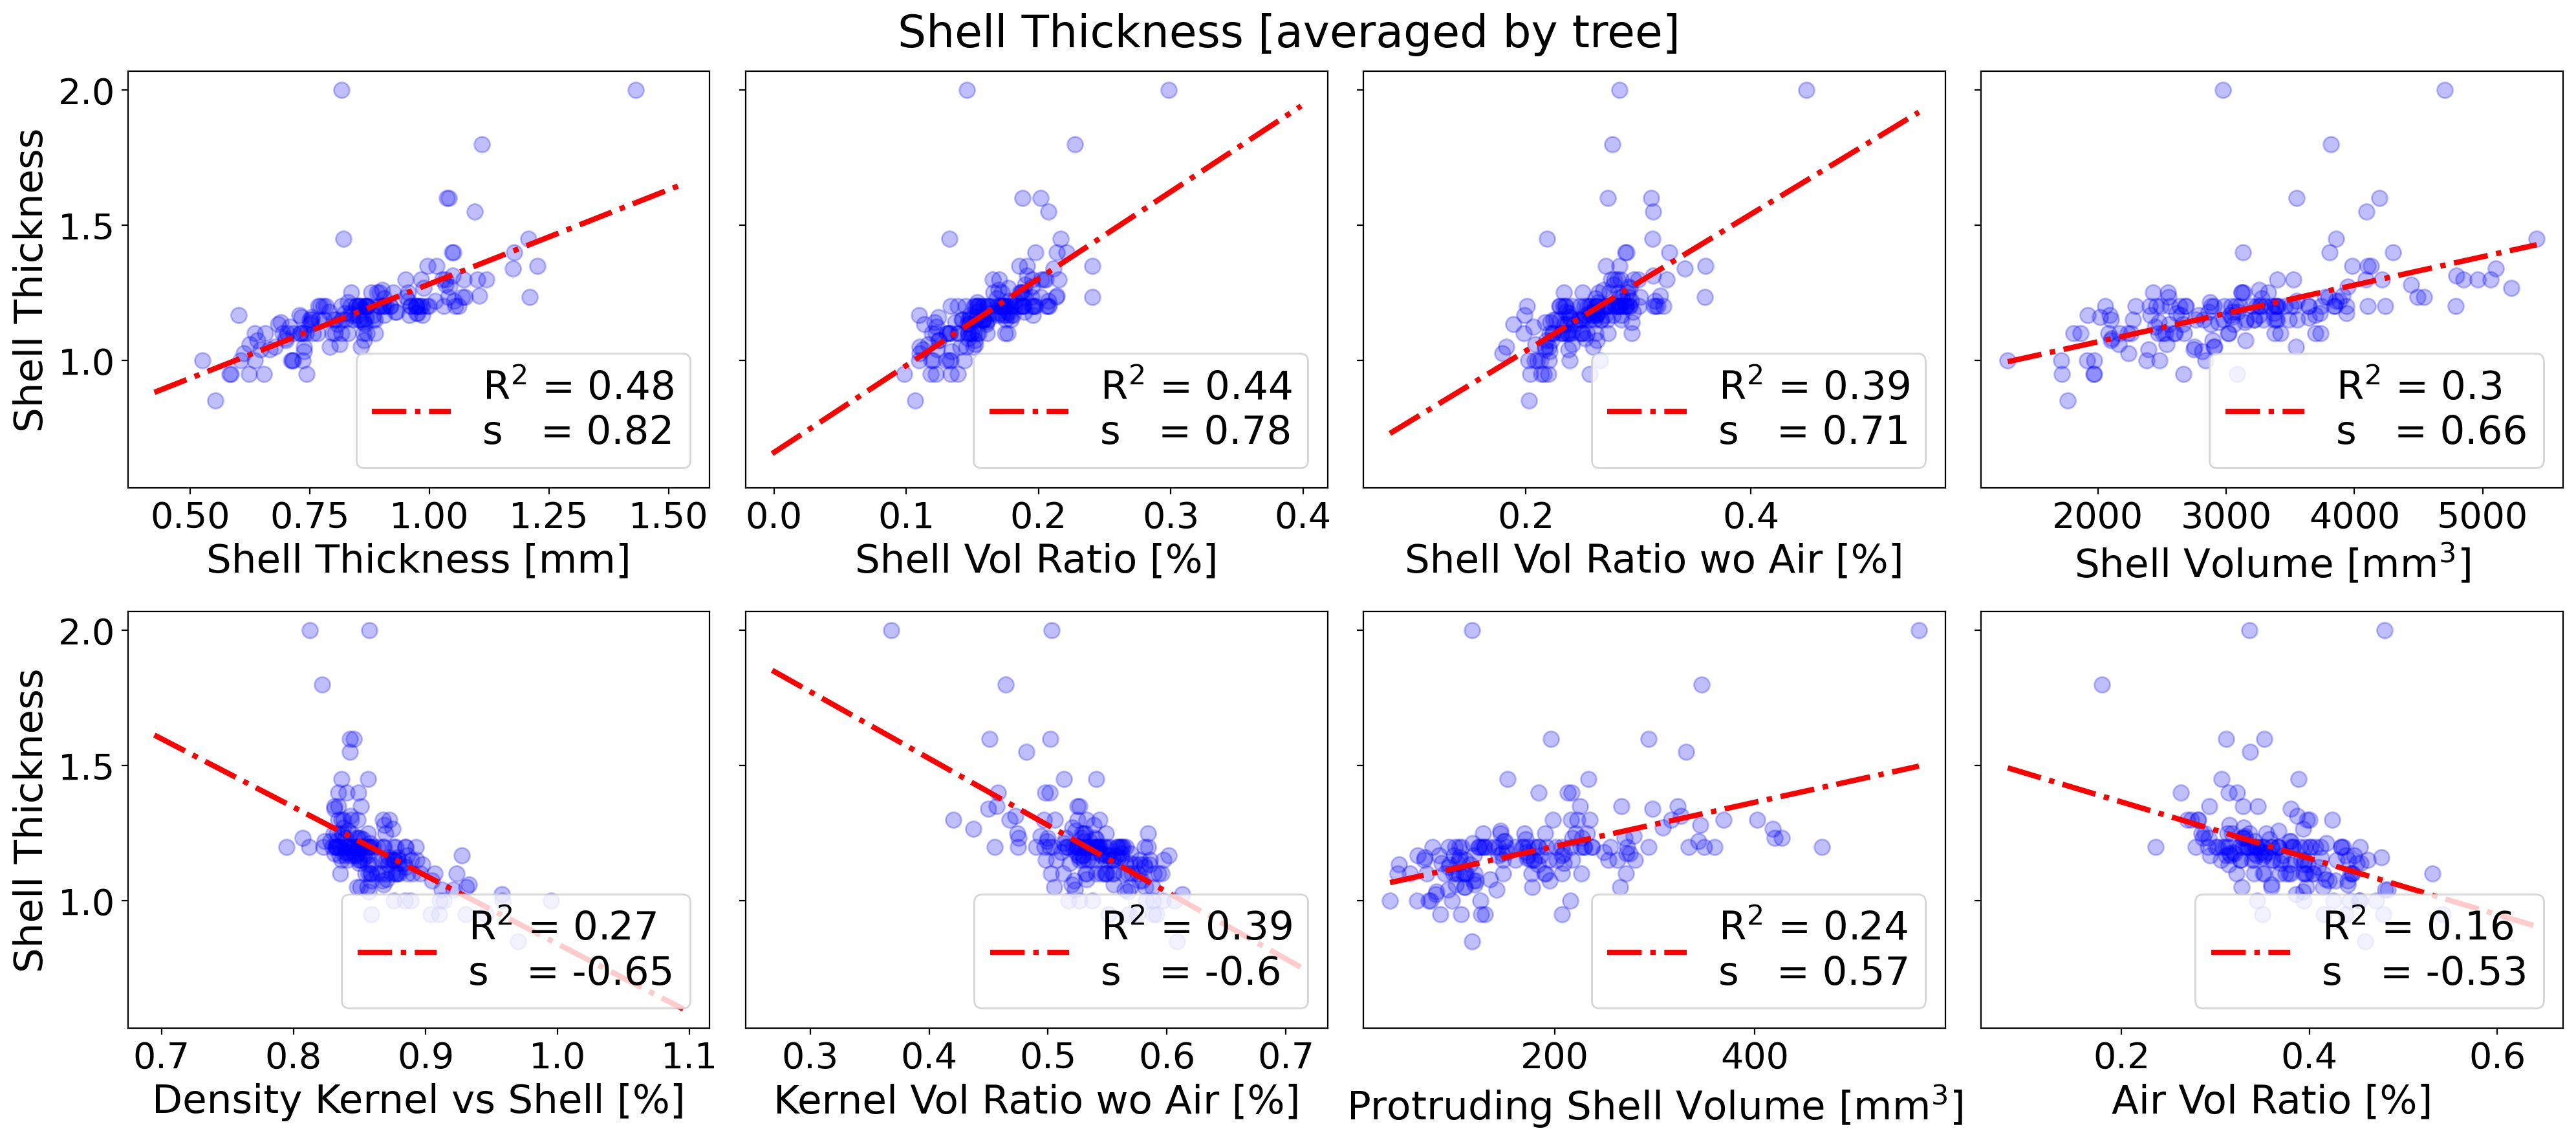 Shell Thickness [averaged by tree]
Shell Thickness
2.0
1.5
1.0
R² = 0.48
s = 0.82
0.50 0.75 1.00 1.25 1.50
Shell Thickness [mm]
R² = 0.44
s = 0.78
0.0 0.1 0.2 0.3 0.4
Shell Vol Ratio [%]
R² = 0.39
s = 0.71
0.2 0.4
Shell Vol Ratio wo Air [%]
R² = 0.3
s = 0.66
2000 3000 4000 5000
Shell Volume [mm³]
Shell Thickness
2.0
1.5
1.0
R² = 0.27
s = -0.65
0.7 0.8 0.9 1.0 1.1
Density Kernel vs Shell [%]
R² = 0.39
s = -0.6
0.3 0.4 0.5 0.6 0.7
Kernel Vol Ratio wo Air [%]
R² = 0.24
s = 0.57
200 400
Protruding Shell Volume [mm³]
R² = 0.16
s = -0.53
0.2 0.4 0.6
Air Vol Ratio [%]